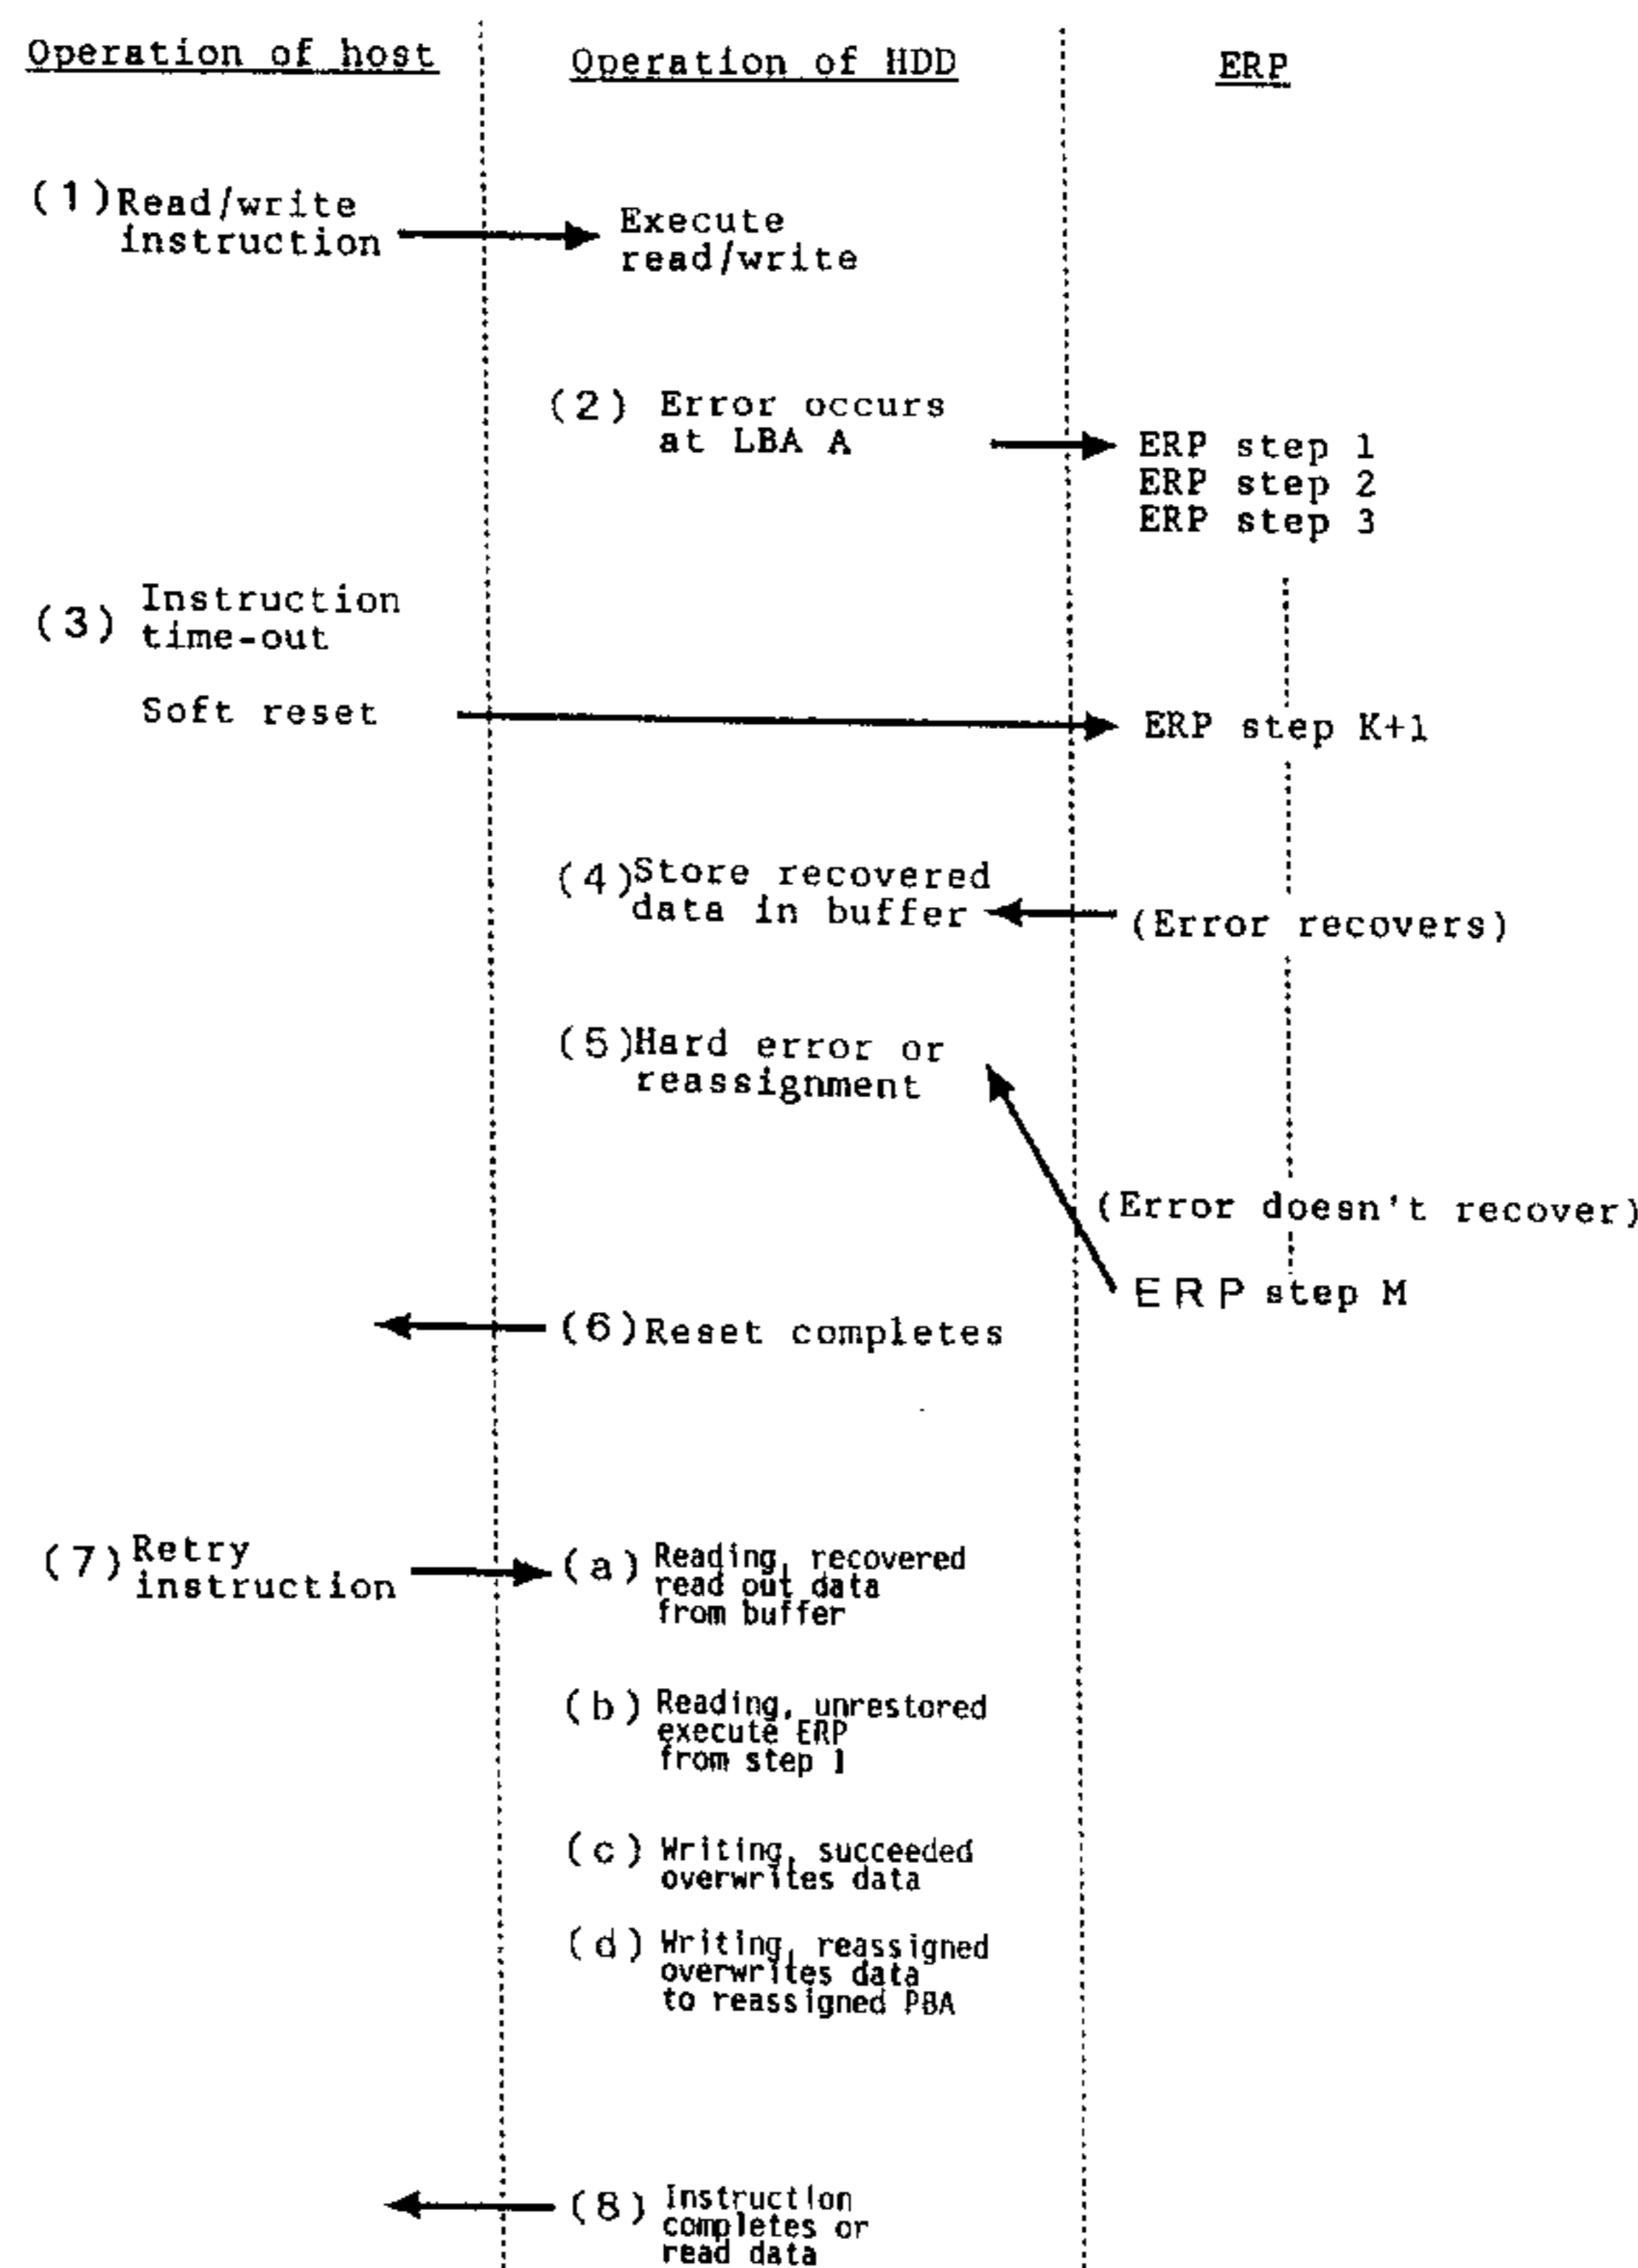 Operation of host
Operation of HDD
ERP
(1) Read/write
instruction
Execute
read/write
(2) Error occurs
at LBA A
ERP step 1
ERP step 2
ERP step 3
(3) Instruction
time-out
Soft reset
ERP step K+1
(4) Store recovered
data in buffer
(Error recovers)
(5) Hard error or
reassignment
(Error doesn't recover)
ERP step M
(6) Reset completes
(7) Retry
instruction
(a) Reading, recovered
read out data
from buffer
(b) Reading, unrestored
execute ERP
from step 1
(c) Writing, succeeded
overwrites data
(d) Writing, reassigned
overwrites data
to reassigned PBA
(8) Instruction
completes or
read data